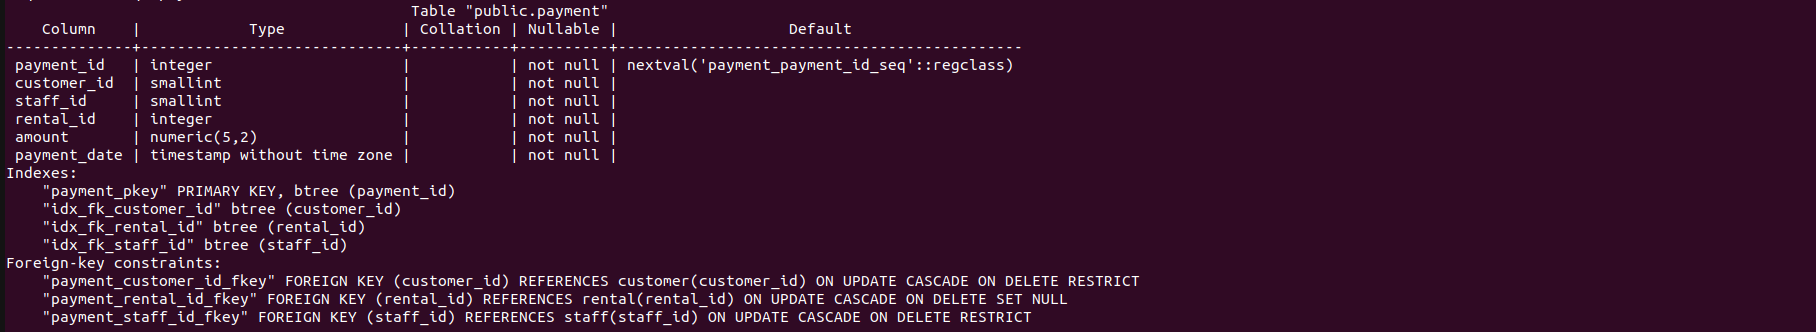 Table "public.payment"
    Column    |            Type             | Collation | Nullable |                   Default
--------------+-----------------------------+-----------+----------+---------------------------------------------
 payment_id   | integer                     |           | not null | nextval('payment_payment_id_seq'::regclass)
 customer_id  | smallint                    |           | not null |
 staff_id     | smallint                    |           | not null |
 rental_id    | integer                     |           | not null |
 amount       | numeric(5,2)                |           | not null |
 payment_date | timestamp without time zone |           | not null |
Indexes:
    "payment_pkey" PRIMARY KEY, btree (payment_id)
    "idx_fk_customer_id" btree (customer_id)
    "idx_fk_rental_id" btree (rental_id)
    "idx_fk_staff_id" btree (staff_id)
Foreign-key constraints:
    "payment_customer_id_fkey" FOREIGN KEY (customer_id) REFERENCES customer(customer_id) ON UPDATE CASCADE ON DELETE RESTRICT
    "payment_rental_id_fkey" FOREIGN KEY (rental_id) REFERENCES rental(rental_id) ON UPDATE CASCADE ON DELETE SET NULL
    "payment_staff_id_fkey" FOREIGN KEY (staff_id) REFERENCES staff(staff_id) ON UPDATE CASCADE ON DELETE RESTRICT